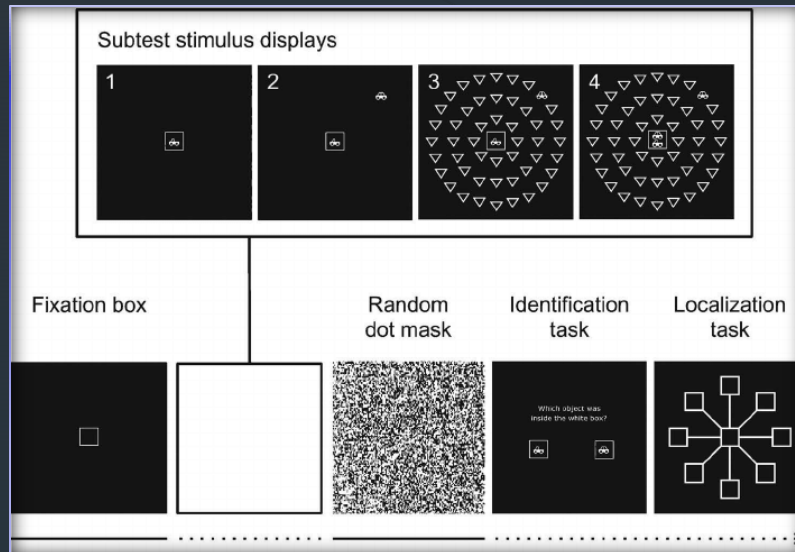 Subtest stimulus displays
1 2 3 4
Fixation box
Random
dot mask
Identification
task
Localization
task
Which object was
inside the white box?